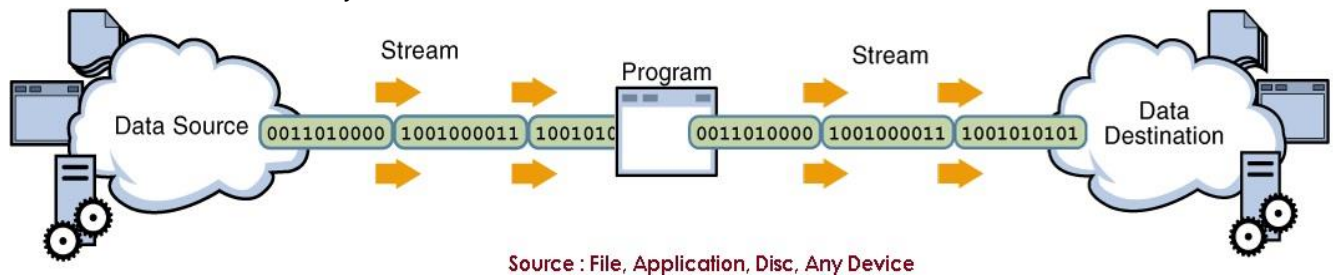 Stream
Stream
Program
Data Source
0011010000 1001000011 1001010
0011010000 1001000011 1001010101
Data
Destination
Source : File, Application, Disc, Any Device